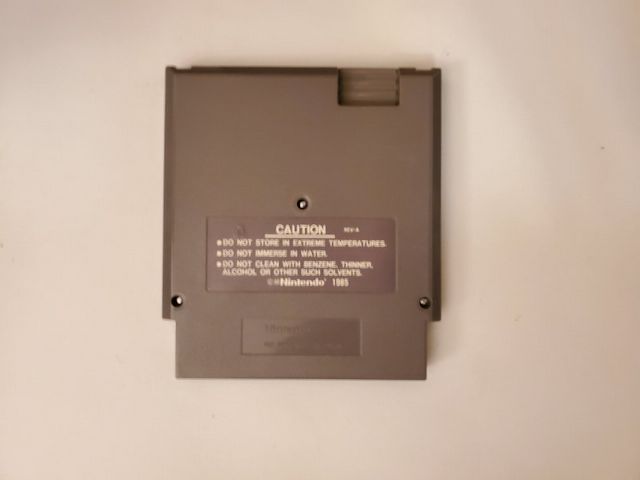 CAUTION REV-A
●DO NOT STORE IN EXTREME TEMPERATURES.
●DO NOT IMMERSE IN WATER.
●DO NOT CLEAN WITH BENZENE, THINNER,
ALCOHOL OR OTHER SUCH SOLVENTS.
©® Nintendo® 1985
Nintendo